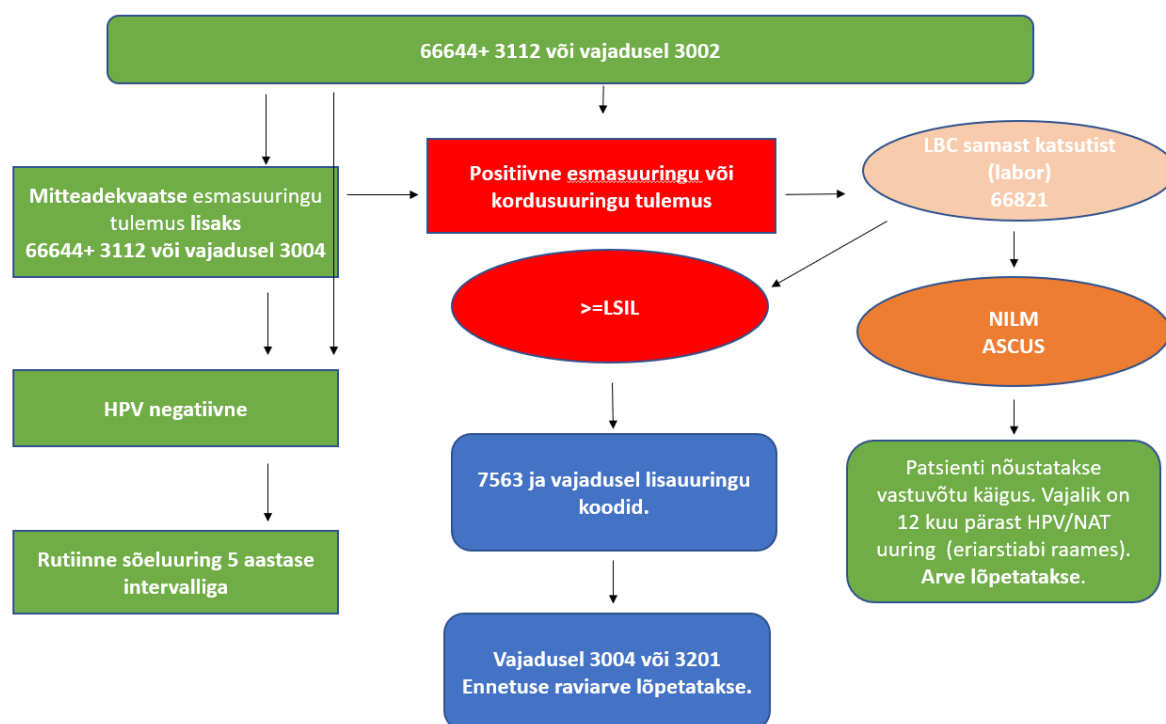 66644+ 3112 või vajadusel 3002
Mitteadekvaatse esmasuuringu
tulemus lisaks
66644+ 3112 või vajadusel 3004
Positiivne esmasuuringu või
kordusuuringu tulemus
LBC samast katsutist
(labor)
66821
>=LSIL
NILM
ASCUS
HPV negatiivne
7563 ja vajadusel lisauuringu
koodid.
Patsienti nõustatakse
vastuvõtu käigus. Vajalik on
12 kuu pärast HPV/NAT
uuring (eriarstiabi raames).
Arve lõpetatakse.
Rutiinne sõeluuring 5 aastase
intervalliga
Vajadusel 3004 või 3201
Ennetuse raviarve lõpetatakse.